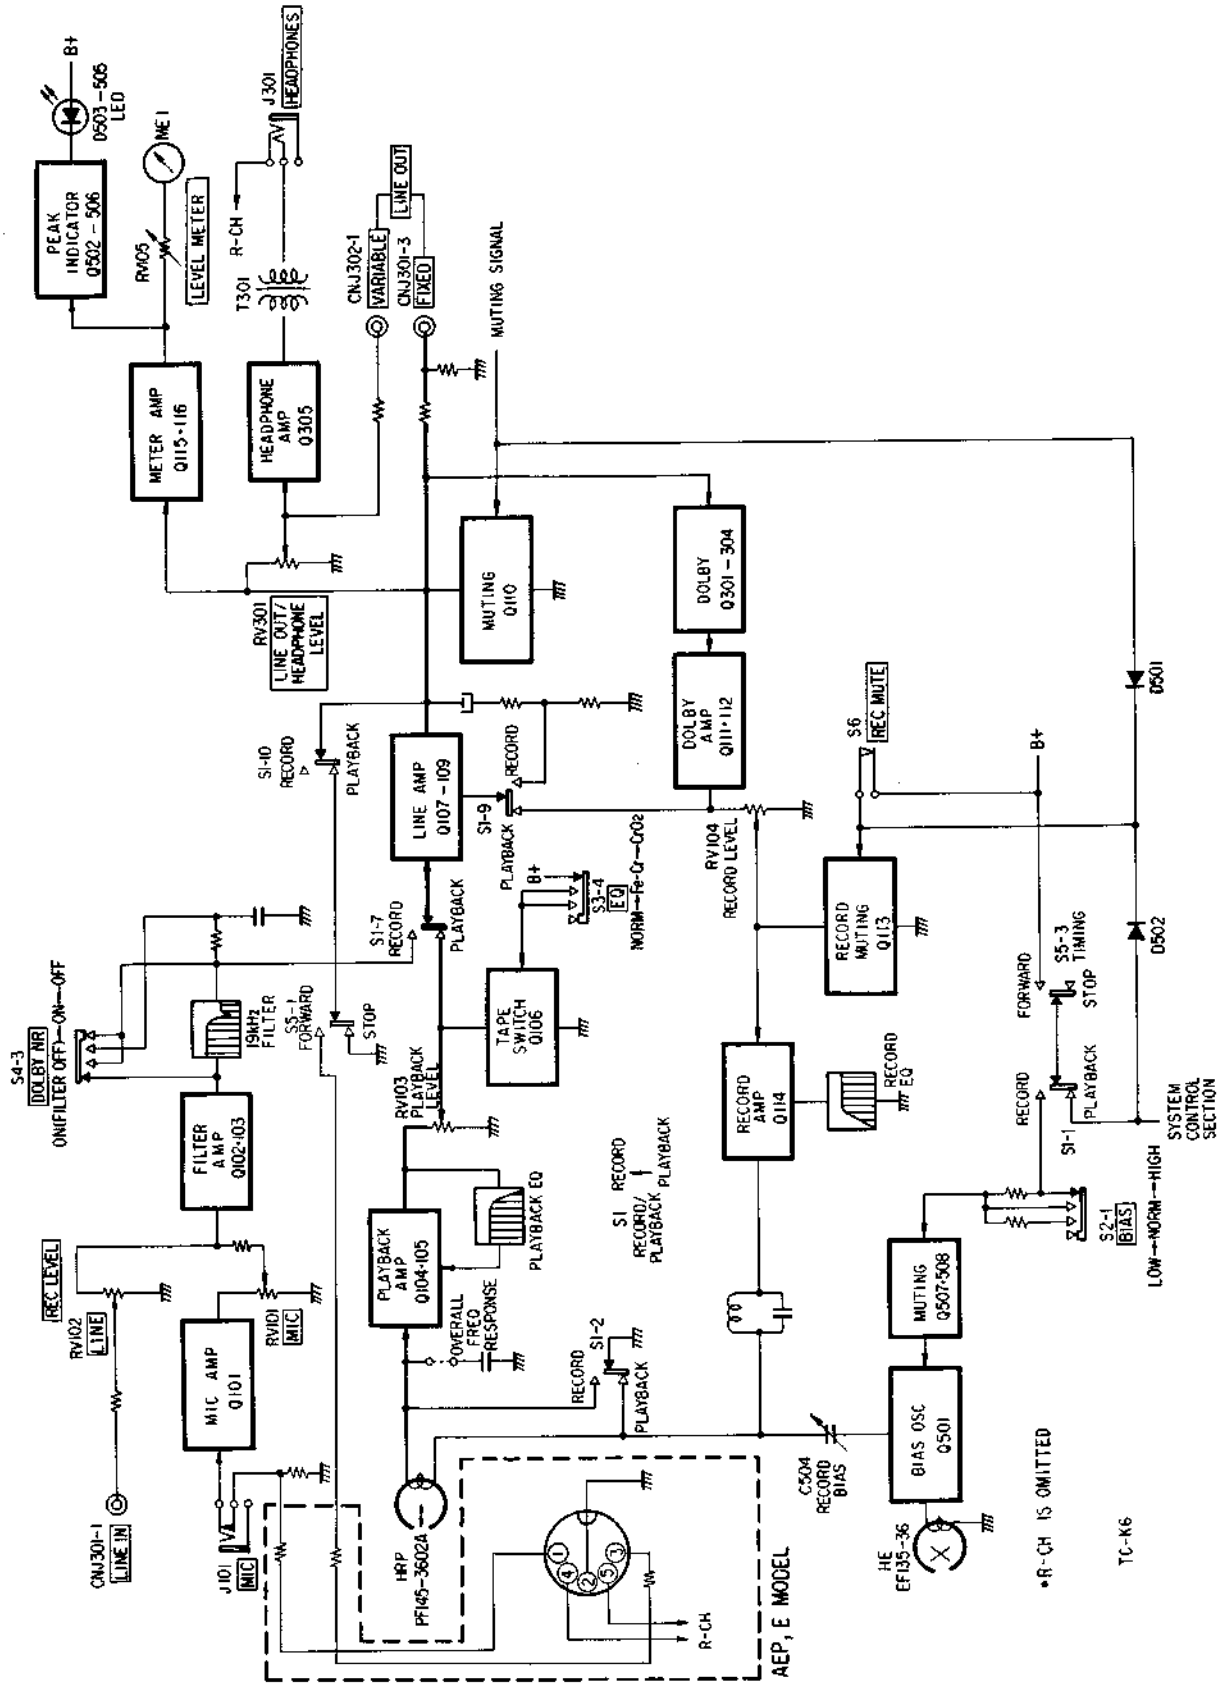 CNJ301-1
LINE IN
RV102
LINE
REC LEVEL
J101
MIC
MIC AMP
Q101
RV101
MIC
FILTER
AMP
Q102•103
S4-3
DOLBY NR
ON(FILTER OFF)—ON—OFF
19kHz
FILTER
S5-1
FORWARD
STOP
S1-10
RECORD
PLAYBACK
RV301
LINE OUT/
HEADPHONE
LEVEL
METER AMP
Q115•116
PEAK
INDICATOR
Q502-506
B+
D503-505
LED
RV105
ME1
LEVEL METER
HEADPHONE
AMP
Q305
T301
R-CH
J301
HEADPHONES
CNJ302-1
VARIABLE
CNJ301-3
FIXED
LINE OUT
HRP
PF145-3602A
PLAYBACK
AMP
Q104•105
OVERALL
FREQ
RESPONSE
PLAYBACK EQ
RV103
PLAYBACK
LEVEL
S1-7
RECORD
PLAYBACK
LINE AMP
Q107-109
S1-9
PLAYBACK
RECORD
TAPE
SWITCH
Q106
B+
S3-4
EQ
NORM—Fe-Cr—CrO2
MUTING
Q110
MUTING SIGNAL
DOLBY
Q301-304
DOLBY
AMP
Q111•112
RV104
RECORD LEVEL
S1-2
RECORD
PLAYBACK
S1
RECORD/
PLAYBACK
RECORD
PLAYBACK
RECORD
AMP
Q114
RECORD
EQ
RECORD
MUTING
Q113
S6
REC MUTE
B+
D501
D502
AEP, E MODEL
1
4
2
5
3
R-CH
C504
RECORD
BIAS
HE
EF135-36
BIAS OSC
Q501
MUTING
Q507•508
S2-1
BIAS
LOW—NORM—HIGH
RECORD
S1-1
PLAYBACK
FORWARD
S5-3
TIMING
STOP
SYSTEM
CONTROL
SECTION
•R-CH IS OMITTED
TC-K6